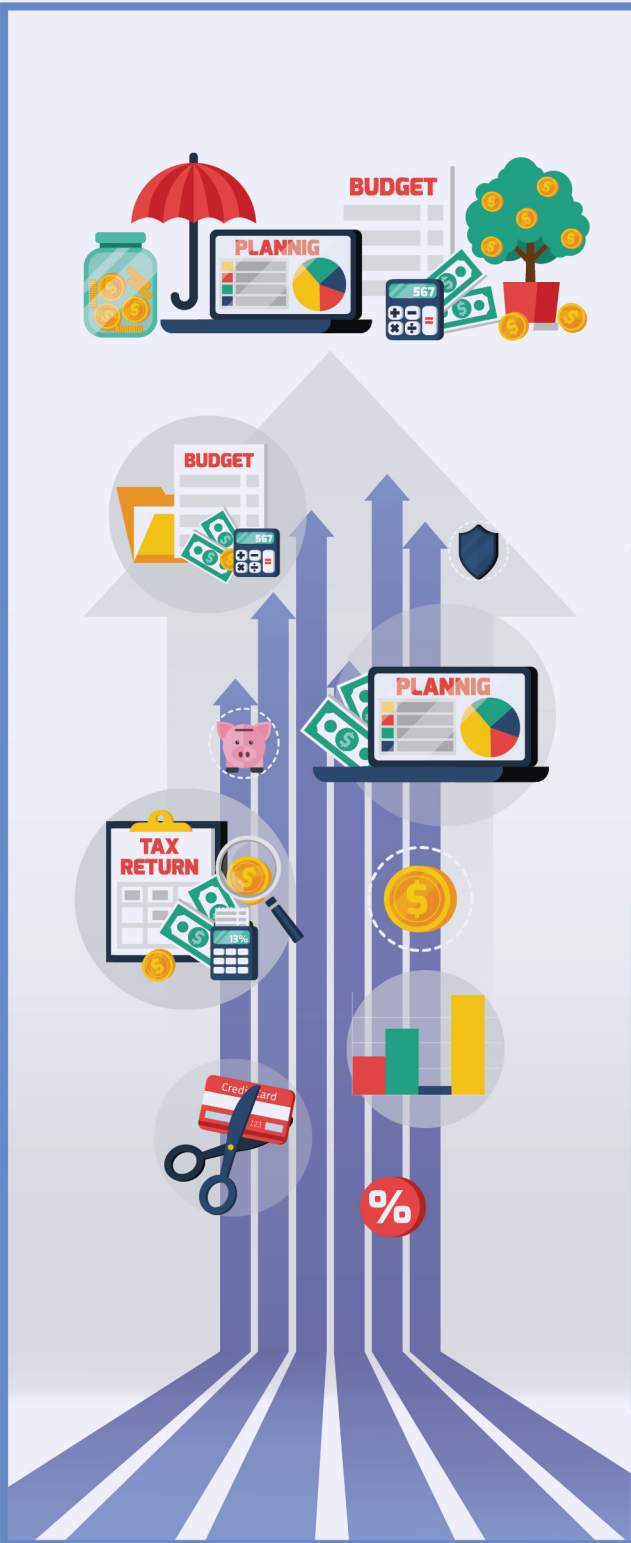 BUDGET
PLANNIG
567
BUDGET
567
PLANNIG
TAX
RETURN
13%
$
Credit Card
123
%